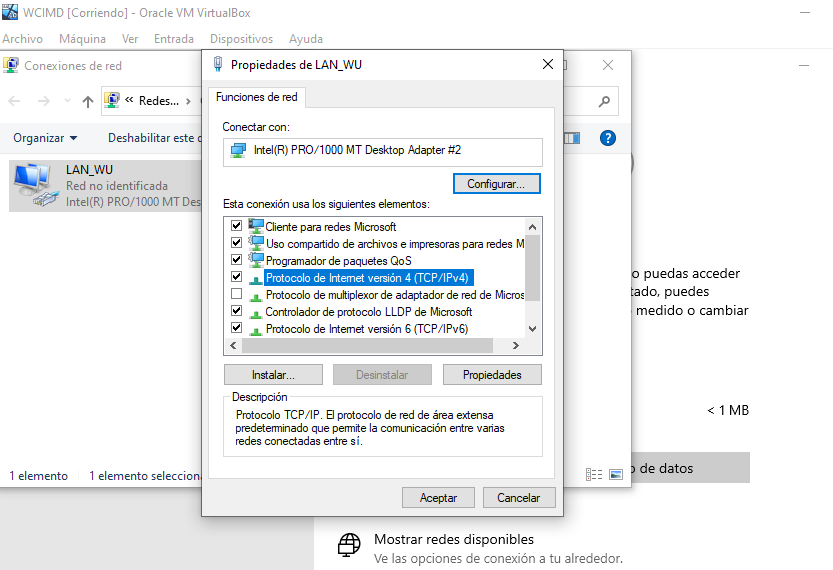 WCIMD [Corriendo] - Oracle VM VirtualBox
Archivo Máquina Ver Entrada Dispositivos Ayuda
Conexiones de red
Propiedades de LAN_WU
« Redes...
Organizar
Deshabilitar este
LAN_WU
Red no identificada
Intel(R) PRO/1000 MT Des
Funciones de red
Conectar con:
Intel(R) PRO/1000 MT Desktop Adapter #2
Configurar...
Esta conexión usa los siguientes elementos:
Cliente para redes Microsoft
Uso compartido de archivos e impresoras para redes M
Programador de paquetes QoS
Protocolo de Internet versión 4 (TCP/IPv4)
Protocolo de multiplexor de adaptador de red de Micros
Controlador de protocolo LLDP de Microsoft
Protocolo de Internet versión 6 (TCP/IPv6)
Instalar... Desinstalar Propiedades
Descripción
Protocolo TCP/IP. El protocolo de red de área extensa
predeterminado que permite la comunicación entre varias
redes conectadas entre sí.
Aceptar Cancelar
1 elemento
1 elemento selecciona
o puedas acceder
tado, puedes
medido o cambiar
< 1 MB
o de datos
Mostrar redes disponibles
Ve las opciones de conexión a tu alrededor.